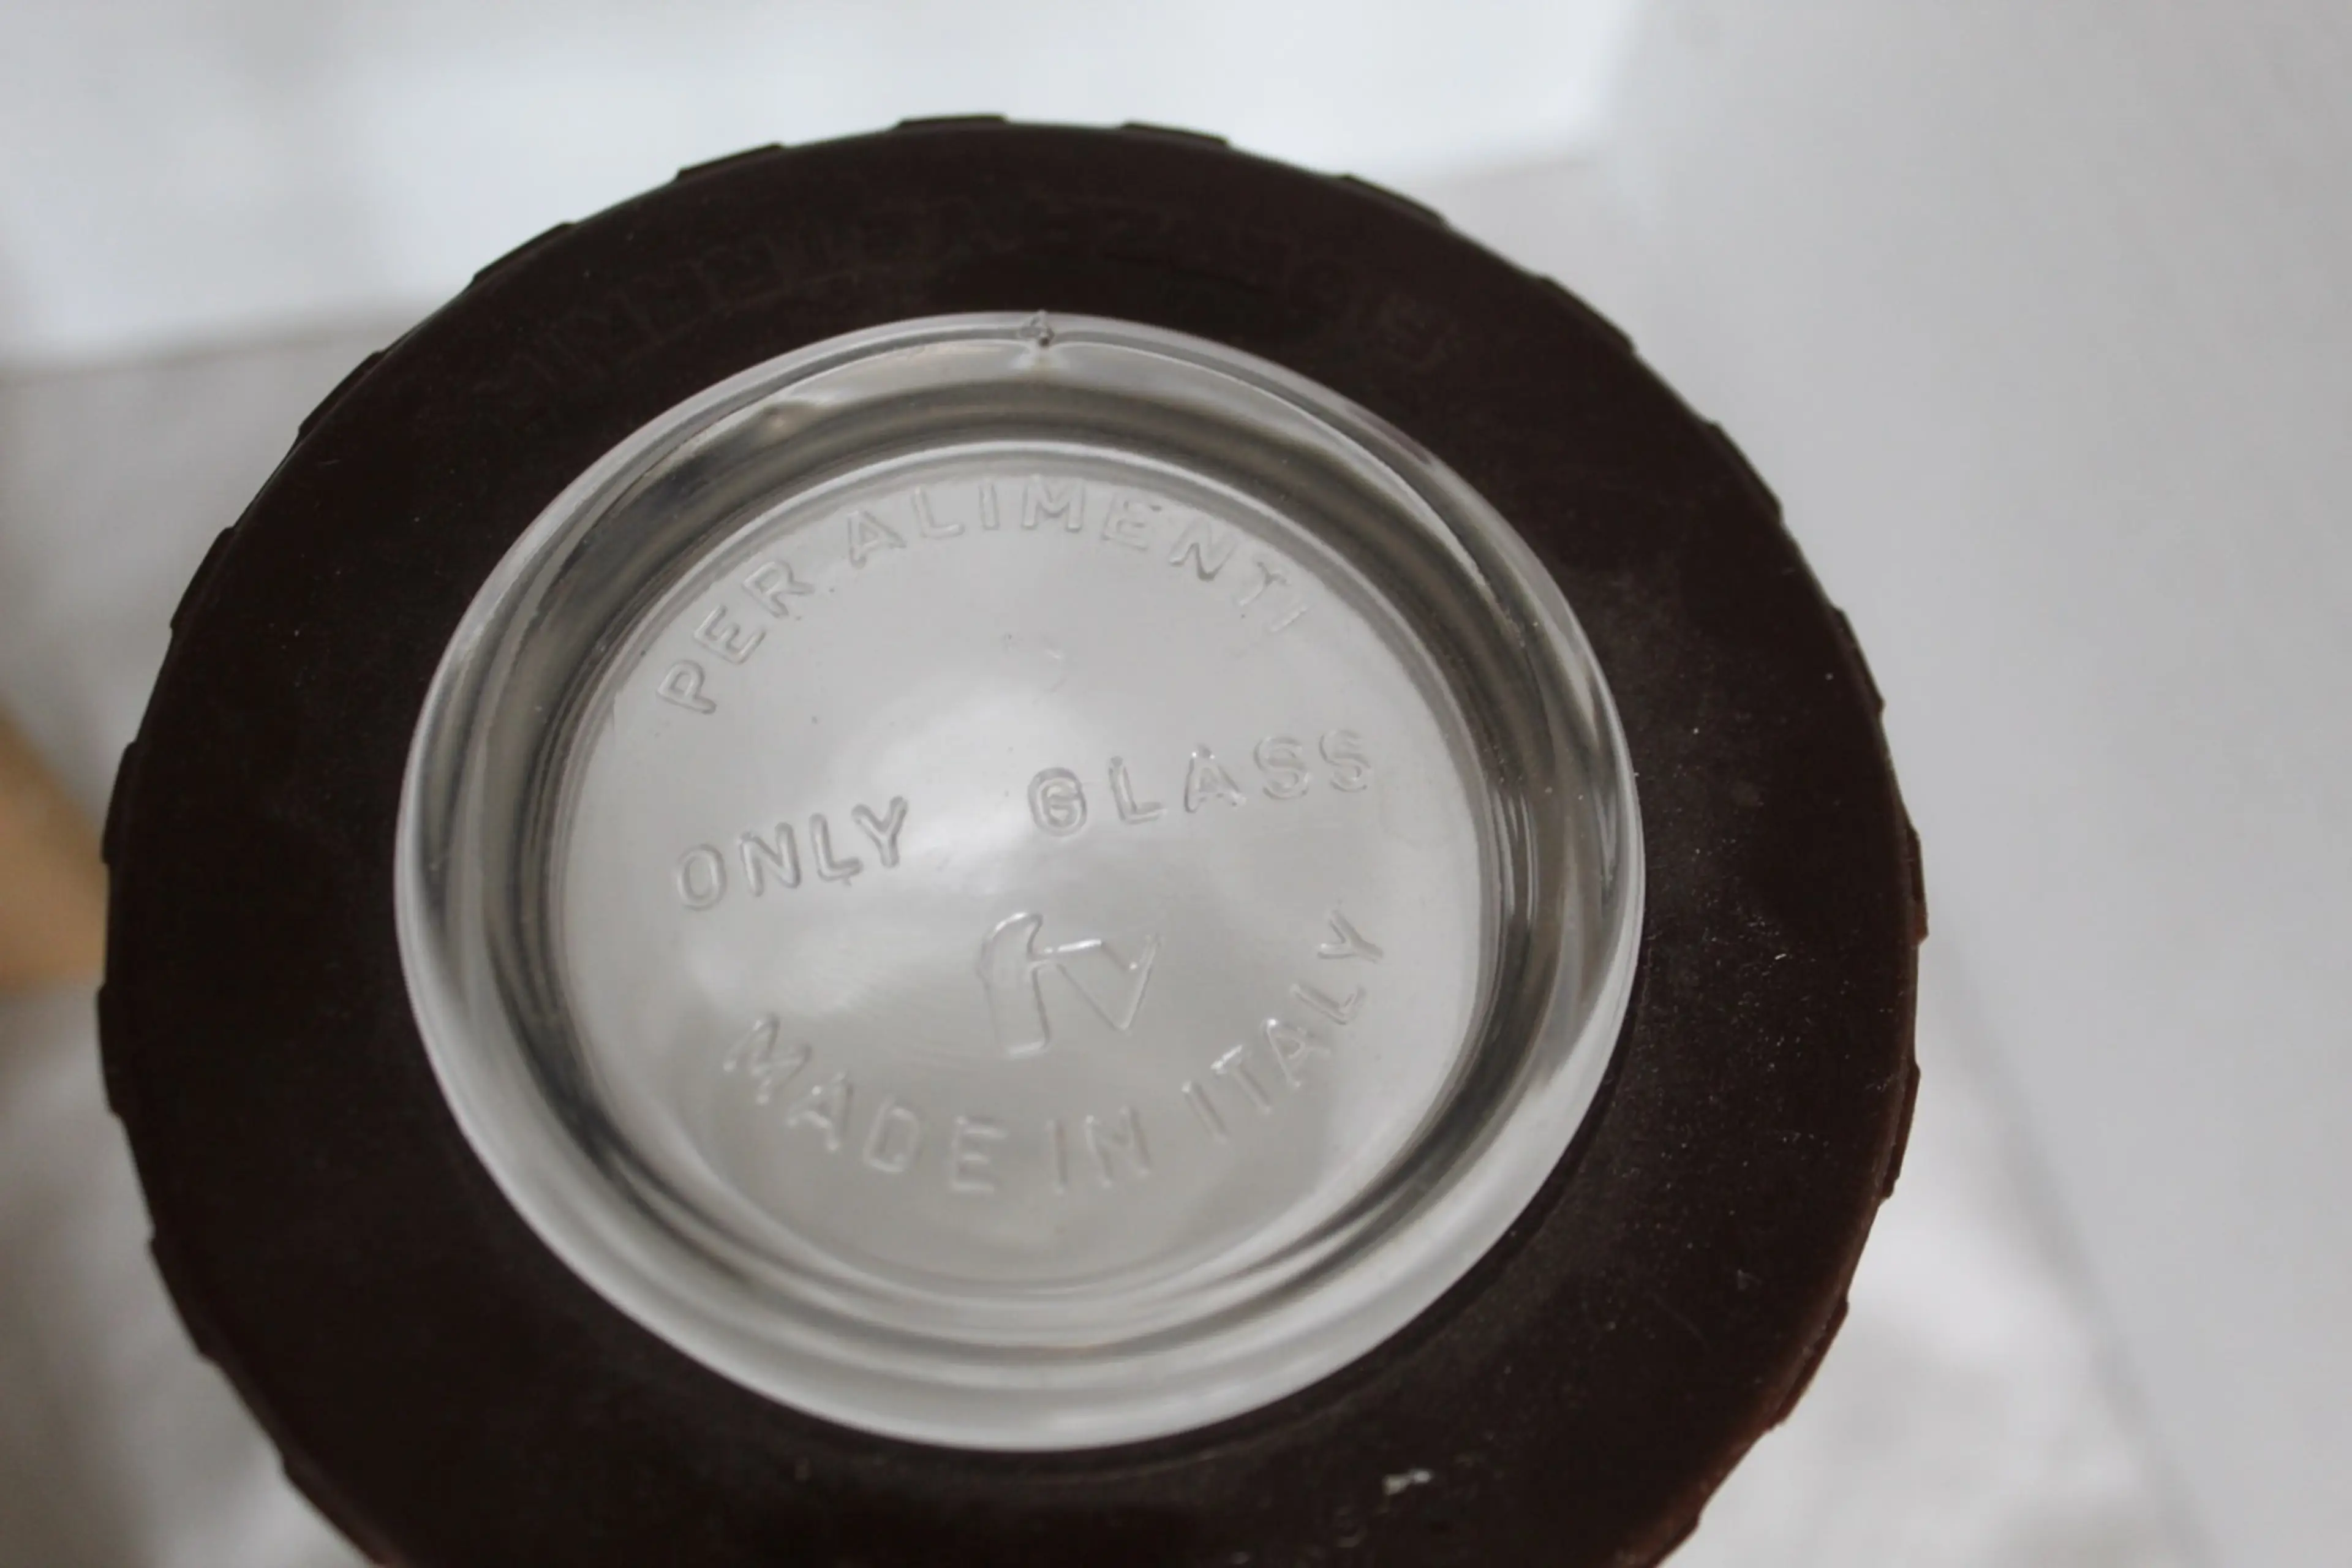 PER ALIMENTI
ONLY GLASS
fv
MADE IN ITALY